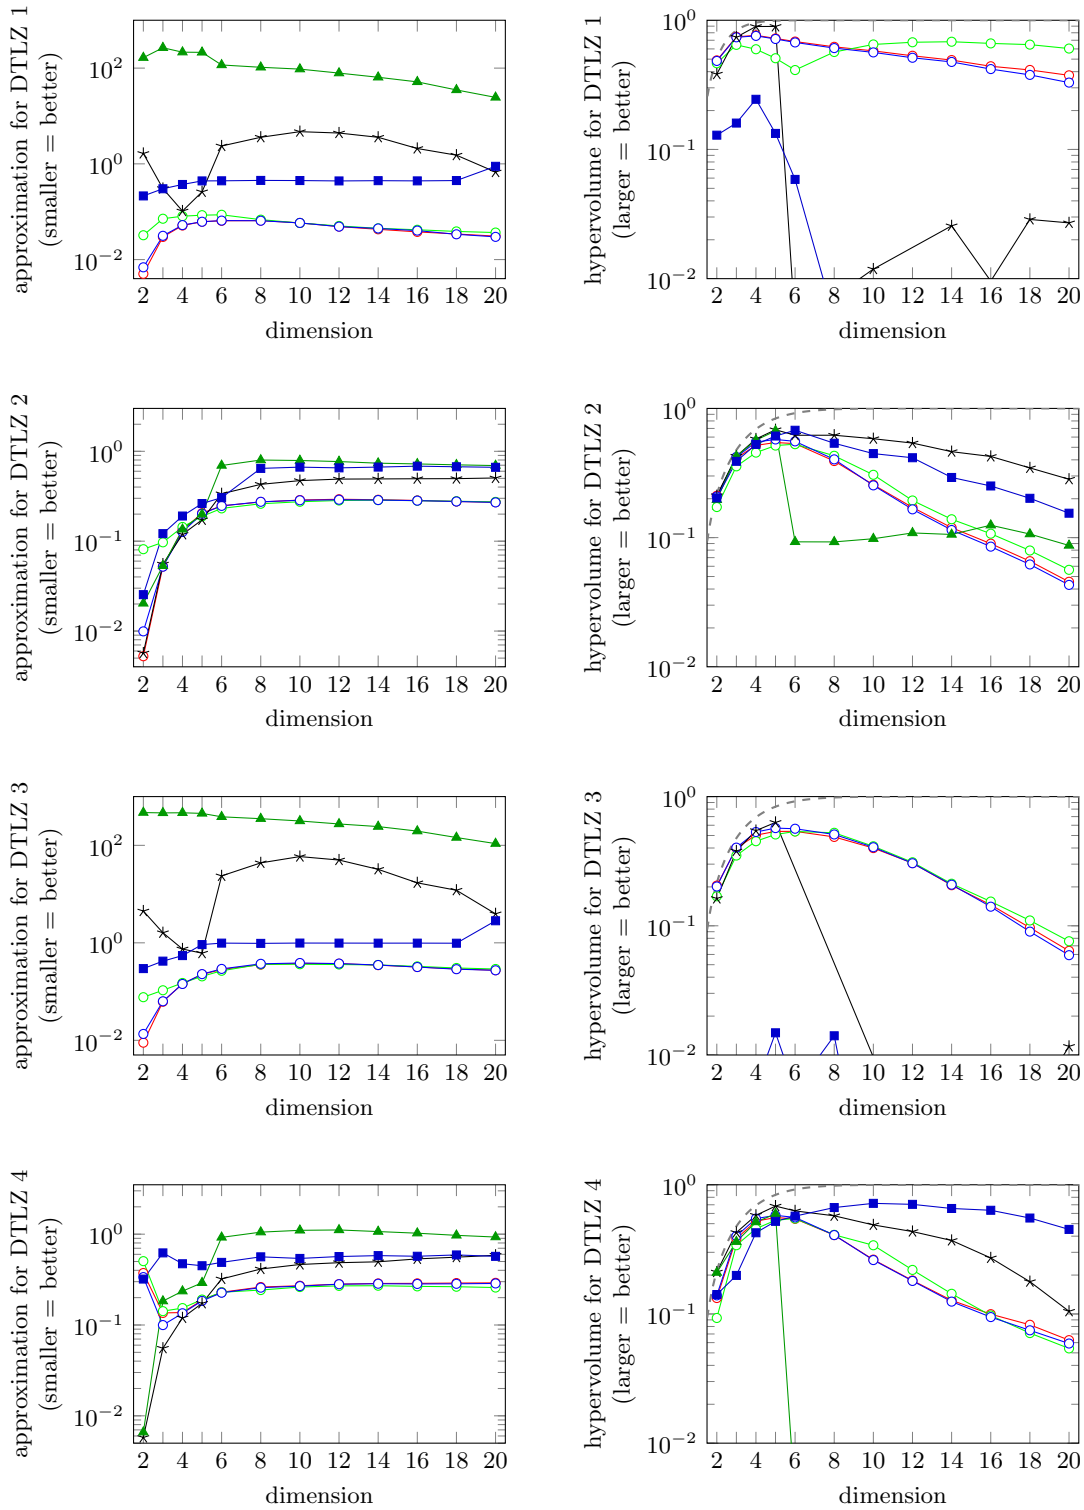 approximation for DTLZ 1
(smaller = better)
10^2
10^0
10^−2
2 4 6 8 10 12 14 16 18 20
dimension
hypervolume for DTLZ 1
(larger = better)
10^0
10^−1
10^−2
2 4 6 8 10 12 14 16 18 20
dimension
approximation for DTLZ 2
(smaller = better)
10^0
10^−1
10^−2
2 4 6 8 10 12 14 16 18 20
dimension
hypervolume for DTLZ 2
(larger = better)
10^0
10^−1
10^−2
2 4 6 8 10 12 14 16 18 20
dimension
approximation for DTLZ 3
(smaller = better)
10^2
10^0
10^−2
2 4 6 8 10 12 14 16 18 20
dimension
hypervolume for DTLZ 3
(larger = better)
10^0
10^−1
10^−2
2 4 6 8 10 12 14 16 18 20
dimension
approximation for DTLZ 4
(smaller = better)
10^0
10^−1
10^−2
2 4 6 8 10 12 14 16 18 20
dimension
hypervolume for DTLZ 4
(larger = better)
10^0
10^−1
10^−2
2 4 6 8 10 12 14 16 18 20
dimension